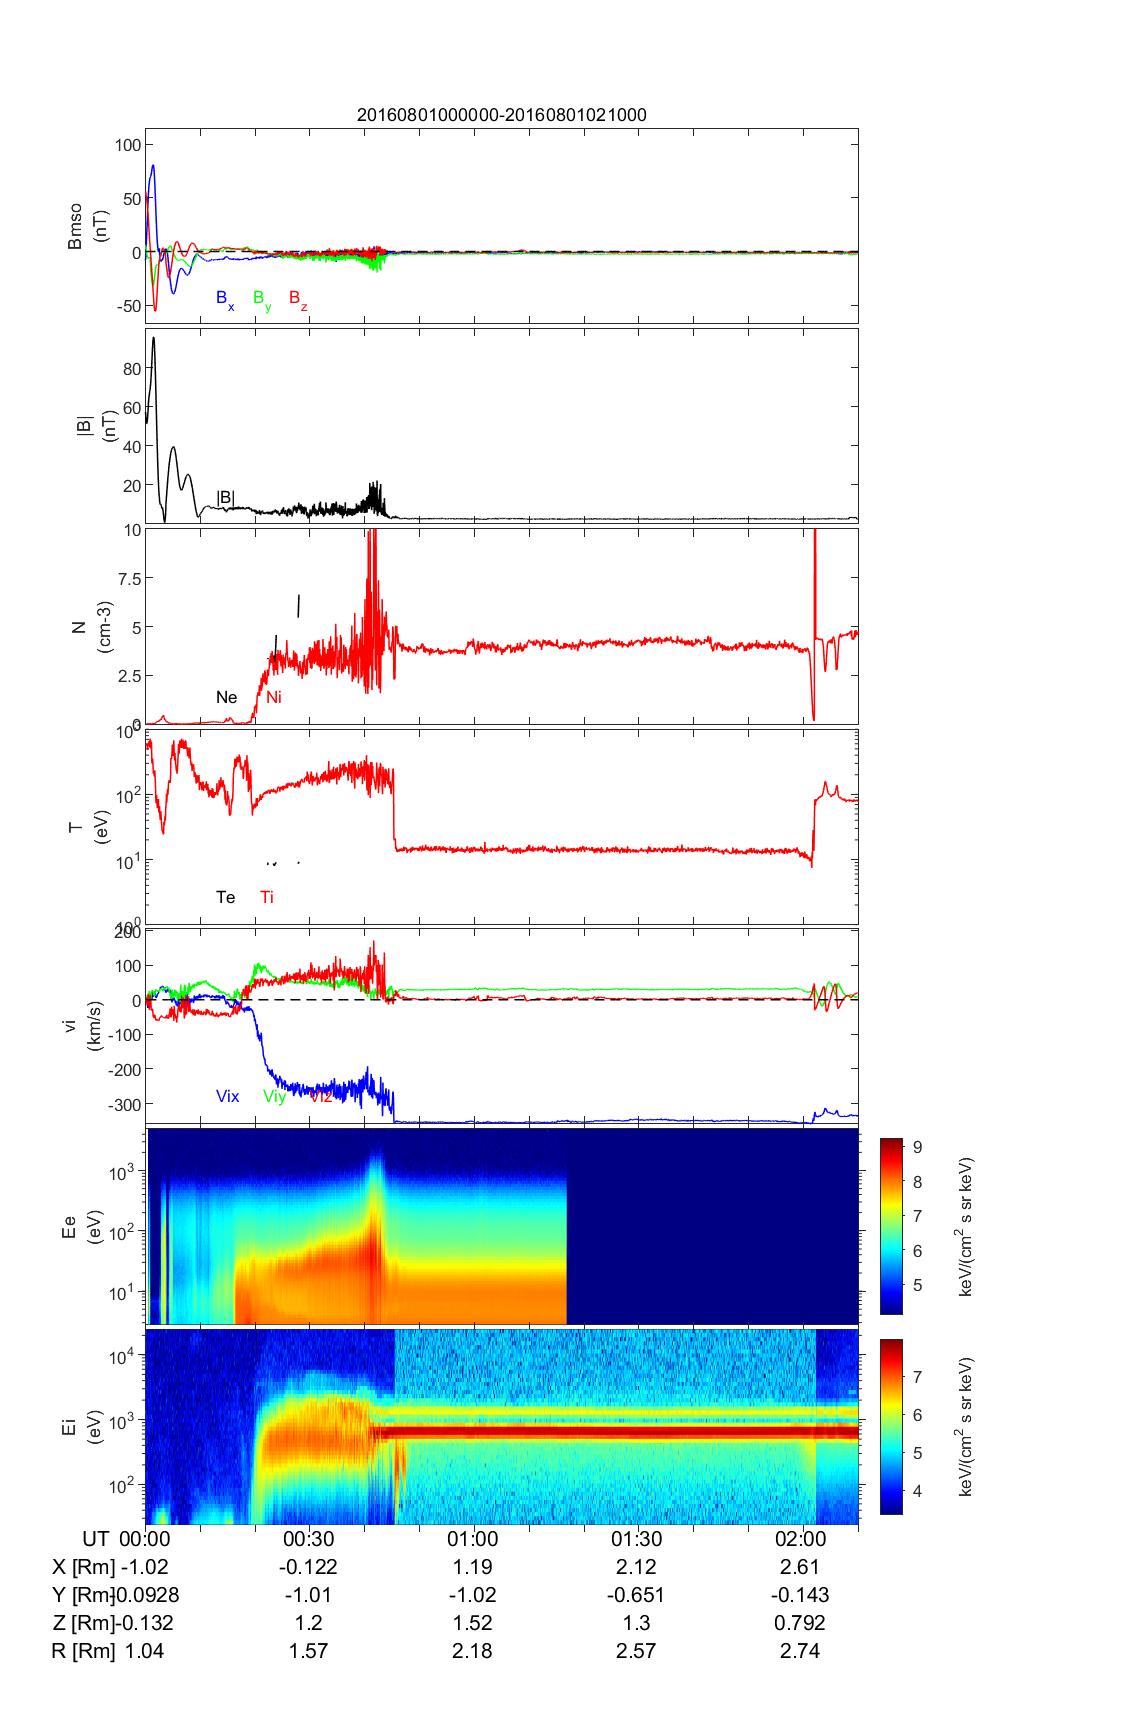 20160801000000-20160801021000
Bmso
(nT)
100
50
0
-50
Bx By Bz
|B|
(nT)
80
60
40
20
|B|
N
(cm-3)
10
7.5
5
2.5
0
Ne Ni
T
(eV)
10²
10¹
10⁰
Te Ti
vi
(km/s)
200
100
0
-100
-200
-300
Vix Viy Viz
Ee
(eV)
10³
10²
10¹
9
8
7
6
5
keV/(cm² s sr keV)
Ei
(eV)
10⁴
10³
10²
7
6
5
4
keV/(cm² s sr keV)
UT 00:00 00:30 01:00 01:30 02:00
X [Rm] -1.02 -0.122 1.19 2.12 2.61
Y [Rm] -0.0928 -1.01 -1.02 -0.651 -0.143
Z [Rm] -0.132 1.2 1.52 1.3 0.792
R [Rm] 1.04 1.57 2.18 2.57 2.74